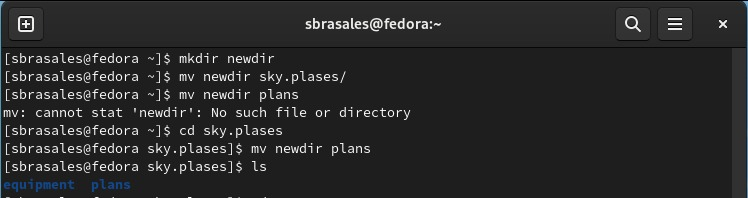 sbrasales@fedora:~
[sbrasales@fedora ~]$ mkdir newdir
[sbrasales@fedora ~]$ mv newdir sky.plases/
[sbrasales@fedora ~]$ mv newdir plans
mv: cannot stat 'newdir': No such file or directory
[sbrasales@fedora ~]$ cd sky.plases
[sbrasales@fedora sky.plases]$ mv newdir plans
[sbrasales@fedora sky.plases]$ ls
equipment  plans